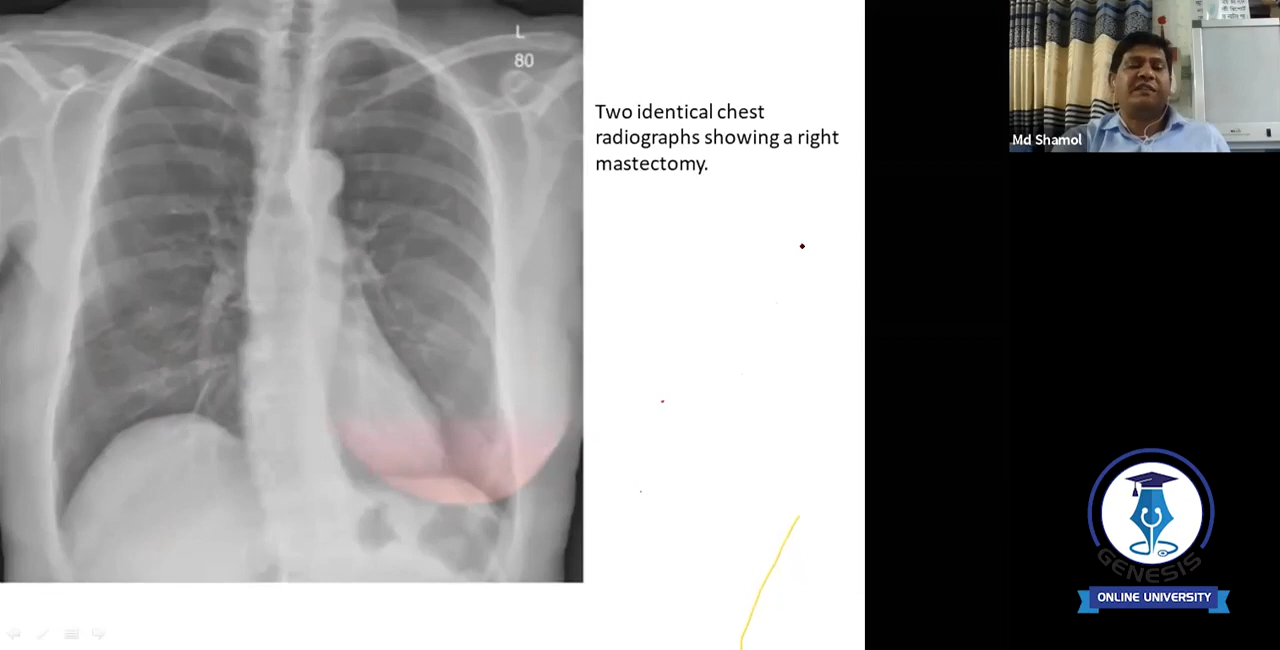 L
80
Two identical chest
radiographs showing a right
mastectomy.
Md Shamol
GENESIS
ONLINE UNIVERSITY